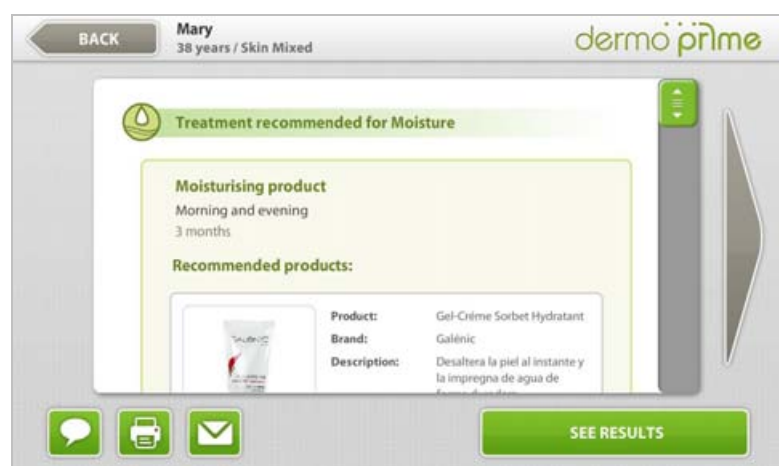 BACK
Mary
38 years / Skin Mixed
dermo prime
Treatment recommended for Moisture
Moisturising product
Morning and evening
3 months
Recommended products:
GALÉNIC
Product: Gel-Créme Sorbet Hydratant
Brand: Galénic
Description: Desaltera la piel al instante y
la impregna de agua de
SEE RESULTS